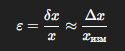 ε = δx/x ≈ Δx/xизм